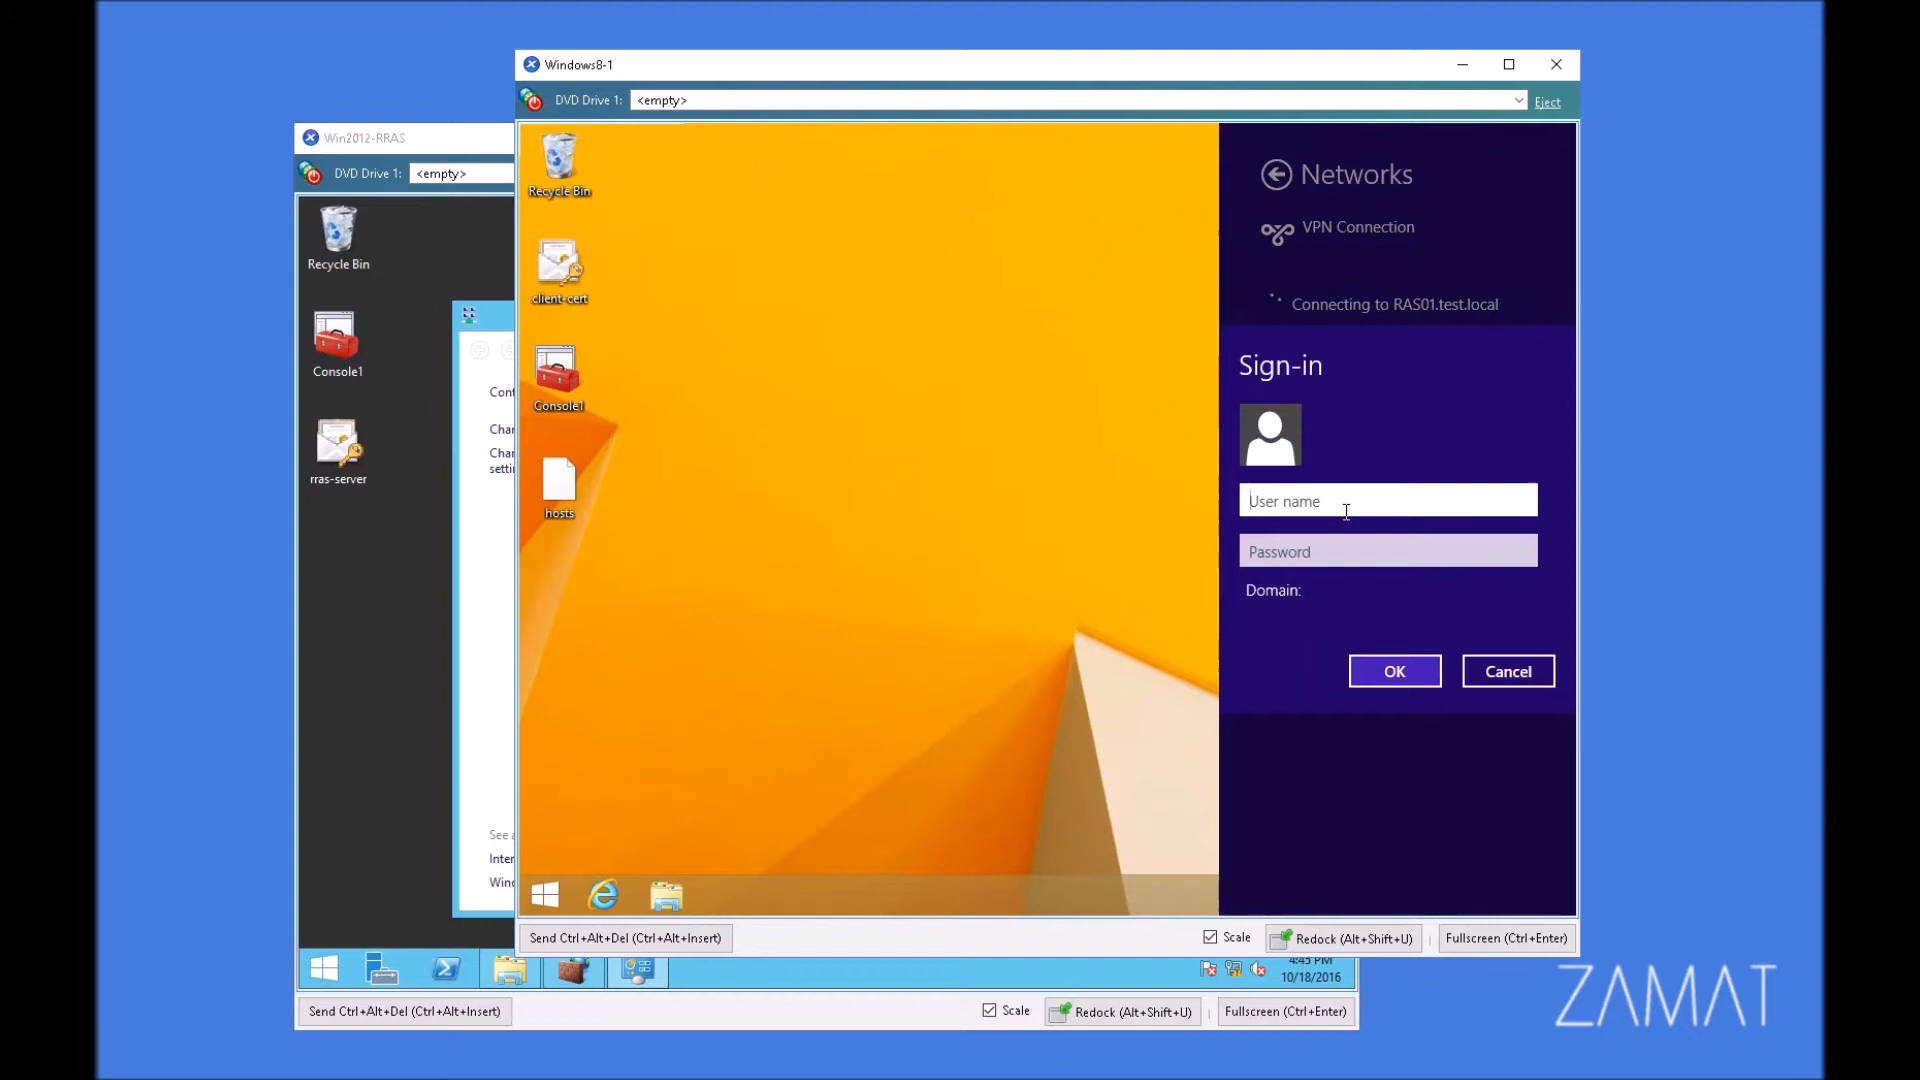 Windows8-1
DVD Drive 1: <empty> Eject
Win2012-RRAS
DVD Drive 1: <empty>
Recycle Bin
Console1
rras-server
Recycle Bin
client-cert
Console1
hosts
Networks
VPN Connection
Connecting to RAS01.test.local
Sign-in
User name
Password
Domain:
OK Cancel
Send Ctrl+Alt+Del (Ctrl+Alt+Insert) Scale Redock (Alt+Shift+U) Fullscreen (Ctrl+Enter)
4:45 PM
10/18/2016
Send Ctrl+Alt+Del (Ctrl+Alt+Insert) Scale Redock (Alt+Shift+U) Fullscreen (Ctrl+Enter)
ZAMAT